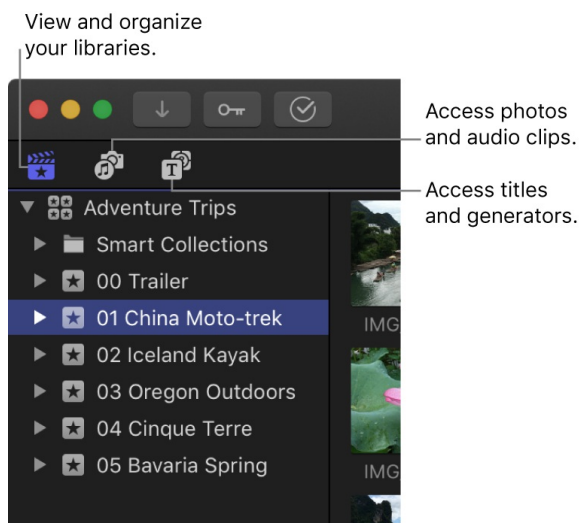 View and organize
your libraries.
Access photos
and audio clips.
Access titles
and generators.
T
Adventure Trips
Smart Collections
00 Trailer
01 China Moto-trek
02 Iceland Kayak
03 Oregon Outdoors
04 Cinque Terre
05 Bavaria Spring
IMG
IMG